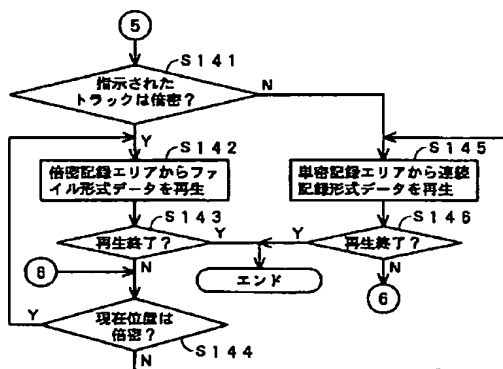 5
S141
指示された
トラックは倍密?
N
Y
S142
倍密記録エリアからファ
イル形式データを再生
S145
単密記録エリアから連続
記録形式データを再生
S143
再生終了?
Y
N
S146
再生終了?
Y
N
エンド
6
8
現在位置は
倍密?
Y
S144
N